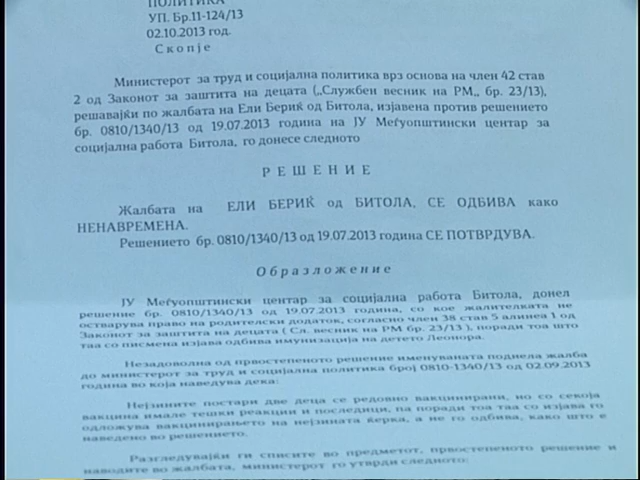 ПОЛИТИКА
УП. Бр.11-124/13
02.10.2013 год.
Скопје
Министерот за труд и социјална политика врз основа на член 42 став
2 од Законот за заштита на децата („Службен весник на РМ„ бр. 23/13),
решавајќи по жалбата на Ели Бериќ од Битола, изјавена против решението
бр. 0810/1340/13 од 19.07.2013 година на ЈУ Меѓуопштински центар за
социјална работа Битола, го донесе следното
РЕШЕНИЕ
Жалбата на ЕЛИ БЕРИЌ од БИТОЛА, СЕ ОДБИВА како
НЕНАВРЕМЕНА.
Решението бр. 0810/1340/13 од 19.07.2013 година СЕ ПОТВРДУВА.
Образложение
ЈУ Меѓуопштински центар за социјална работа Битола, донел
решение бр. 0810/1340/13 од 19.07.2013 година, со кое жалителката не
остварува право на родителски додаток, согласно член 38 став 5 алинеа 1 од
Законот за заштита на децата ( Сл. весник на РМ бр. 23/13 ), поради тоа што
таа со писмена изјава одбива имунизација на детето Леонора.
Незадоволна од првостепеното решение именуваната поднела жалба
до министерот за труд и социјална политика број 0810-1340/13 од 02.09.2013
година во која наведува дека:
Нејзините постари две деца се редовно вакцинирани, но со секоја
вакцина имале тешки реакции и последици, па поради тоа таа со изјава го
одложува вакцинирањето на нејзината керка, а не го одбива, како што е
наведено во решението.
Разгледувајќи ги списите во предметот, првостепеното решение и
наводите во жалбата, министерот го утврди следното: